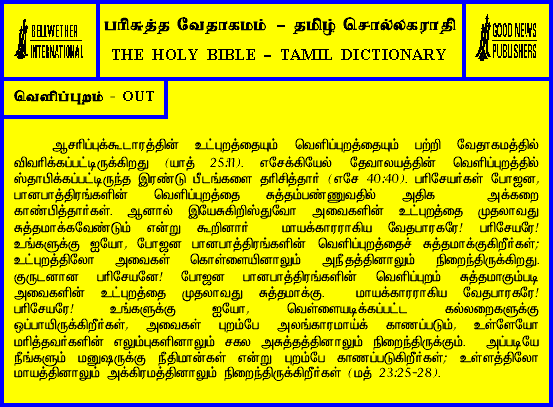 BELLWETHER
INTERNATIONAL
பரிசுத்த வேதாகமம் – தமிழ் சொல்லகராதி
THE HOLY BIBLE – TAMIL DICTIONARY
GOOD NEWS
PUBLISHERS
வெளிப்புறம் - OUT
ஆசரிப்புக்கூடாரத்தின் உட்புறத்தையும் வெளிப்புறத்தையும் பற்றி வேதாகமத்தில்
விவரிக்கப்பட்டிருக்கிறது (யாத் 25:11). எசேக்கியேல் தேவாலயத்தின் வெளிப்புறத்தில்
ஸ்தாபிக்கப்பட்டிருந்த இரண்டு பீடங்களை தரிசித்தார் (எசே 40:40). பரிசேயர்கள் போஜன,
பானபாத்திரங்களின் வெளிப்புறத்தை சுத்தம்பண்ணுவதில் அதிக அக்கறை
காண்பித்தார்கள். ஆனால் இயேசுகிறிஸ்துவோ அவைகளின் உட்புறத்தை முதலாவது
சுத்தமாக்கவேண்டும் என்று கூறினார் மாயக்காரராகிய வேதபாரகரே! பரிசேயரே!
உங்களுக்கு ஐயோ, போஜன பானபாத்திரங்களின் வெளிப்புறத்தைச் சுத்தமாக்குகிறீர்கள்;
உட்புறத்திலோ அவைகள் கொள்ளையினாலும் அநீதத்தினாலும் நிறைந்திருக்கிறது.
குருடனான பரிசேயனே! போஜன பானபாத்திரங்களின் வெளிப்புறம் சுத்தமாகும்படி
அவைகளின் உட்புறத்தை முதலாவது சுத்தமாக்கு. மாயக்காரராகிய வேதபாரகரே!
பரிசேயரே! உங்களுக்கு ஐயோ, வெள்ளையடிக்கப்பட்ட கல்லறைகளுக்கு
ஒப்பாயிருக்கிறீர்கள், அவைகள் புறம்பே அலங்காரமாய்க் காணப்படும், உள்ளேயோ
மரித்தவர்களின் எலும்புகளினாலும் சகல அசுத்தத்தினாலும் நிறைந்திருக்கும். அப்படியே
நீங்களும் மனுஷருக்கு நீதிமான்கள் என்று புறம்பே காணப்படுகிறீர்கள்; உள்ளத்திலோ
மாயத்தினாலும் அக்கிரமத்தினாலும் நிறைந்திருக்கிறீர்கள் (மத் 23:25-28).